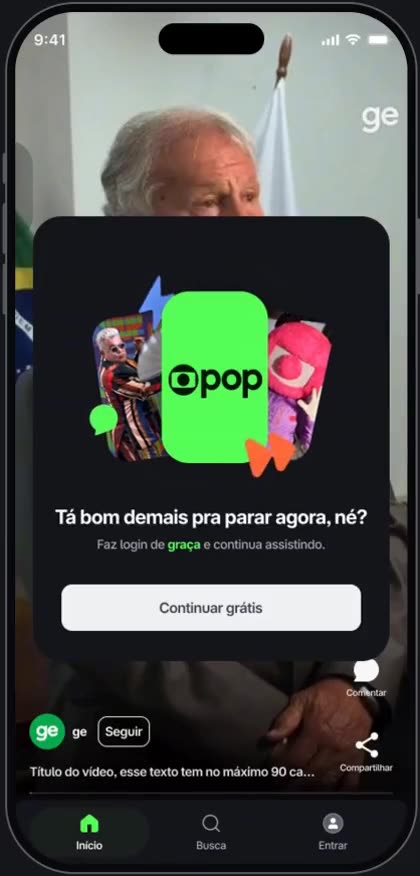 9:41
ge
pop
Tá bom demais pra parar agora, né?
Faz login de graça e continua assistindo.
Continuar grátis
Comentar
ge ge Seguir
Título do vídeo, esse texto tem no máximo 90 ca...
Compartilhar
Início Busca Entrar